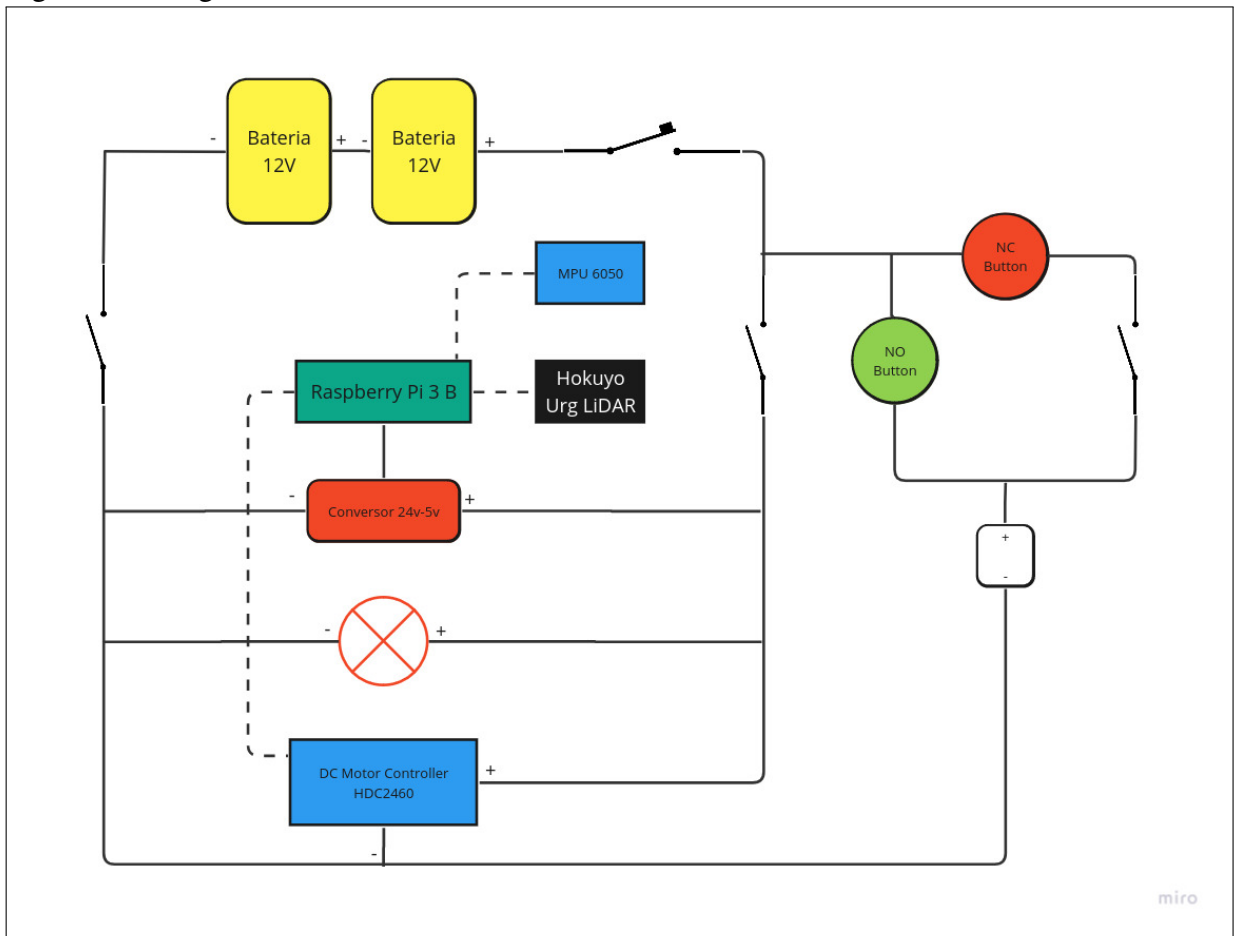 Bateria
12V
Bateria
12V
- + - +
MPU 6050
NC
Button
NO
Button
Raspberry Pi 3 B
Hokuyo
Urg LiDAR
- +
Conversor 24v-5v
+
-
- +
DC Motor Controller
HDC2460
+
-
miro